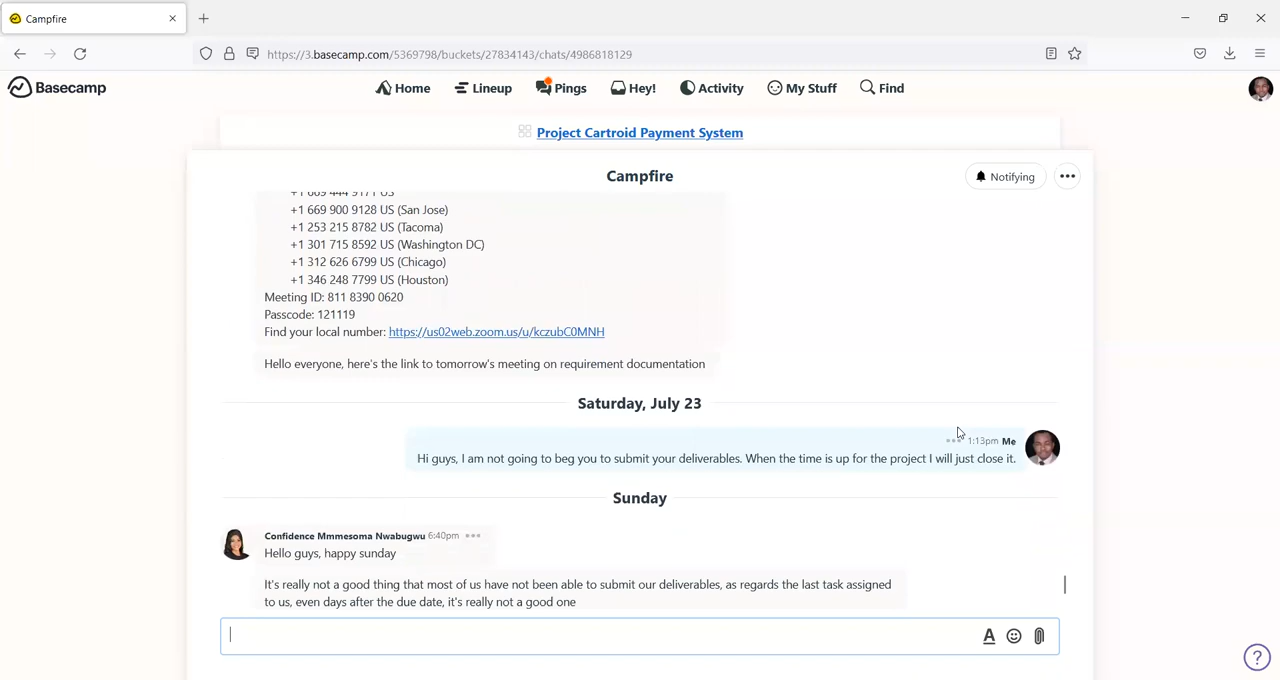 Campfire
https://3.basecamp.com/5369798/buckets/27834143/chats/4986818129
Basecamp
Home
Lineup
Pings
Hey!
Activity
My Stuff
Find
Project Cartroid Payment System
Campfire
Notifying
+1 669 444 9171 US
+1 669 900 9128 US (San Jose)
+1 253 215 8782 US (Tacoma)
+1 301 715 8592 US (Washington DC)
+1 312 626 6799 US (Chicago)
+1 346 248 7799 US (Houston)
Meeting ID: 811 8390 0620
Passcode: 121119
Find your local number: https://us02web.zoom.us/u/kczubC0MNH
Hello everyone, here's the link to tomorrow's meeting on requirement documentation
Saturday, July 23
1:13pm Me
Hi guys, I am not going to beg you to submit your deliverables. When the time is up for the project I will just close it.
Sunday
Confidence Mmmesoma Nwabugwu 6:40pm
Hello guys, happy sunday
It's really not a good thing that most of us have not been able to submit our deliverables, as regards the last task assigned
to us, even days after the due date, it's really not a good one
A
?